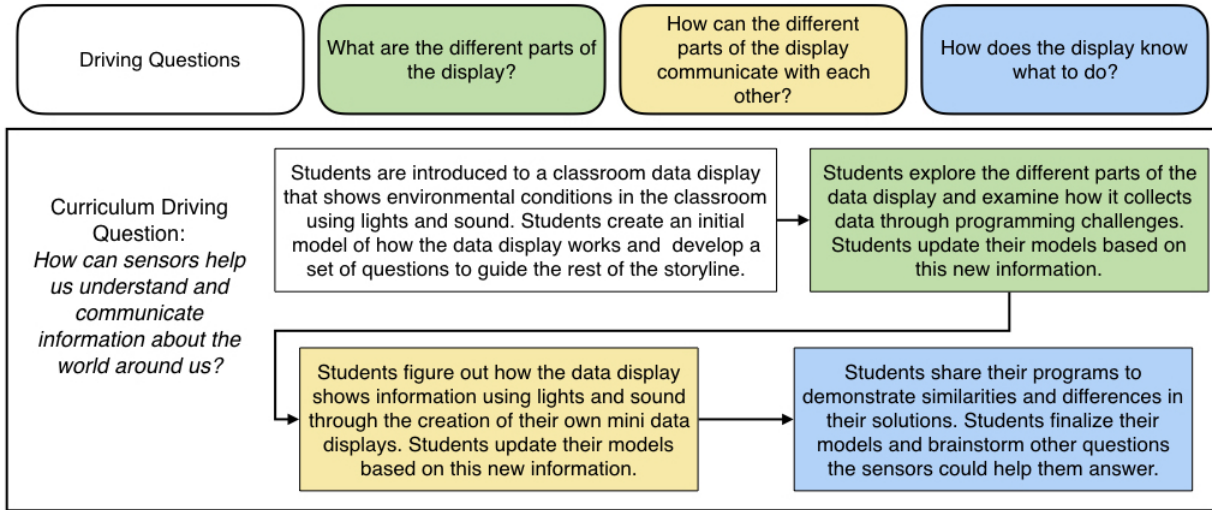 Driving Questions
What are the different parts of
the display?
How can the different
parts of the display
communicate with each
other?
How does the display know
what to do?
Curriculum Driving
Question:
How can sensors help
us understand and
communicate
information about the
world around us?
Students are introduced to a classroom data display
that shows environmental conditions in the classroom
using lights and sound. Students create an initial
model of how the data display works and develop a
set of questions to guide the rest of the storyline.
Students explore the different parts of the
data display and examine how it collects
data through programming challenges.
Students update their models based on
this new information.
Students figure out how the data display
shows information using lights and sound
through the creation of their own mini data
displays. Students update their models
based on this new information.
Students share their programs to
demonstrate similarities and differences in
their solutions. Students finalize their
models and brainstorm other questions
the sensors could help them answer.